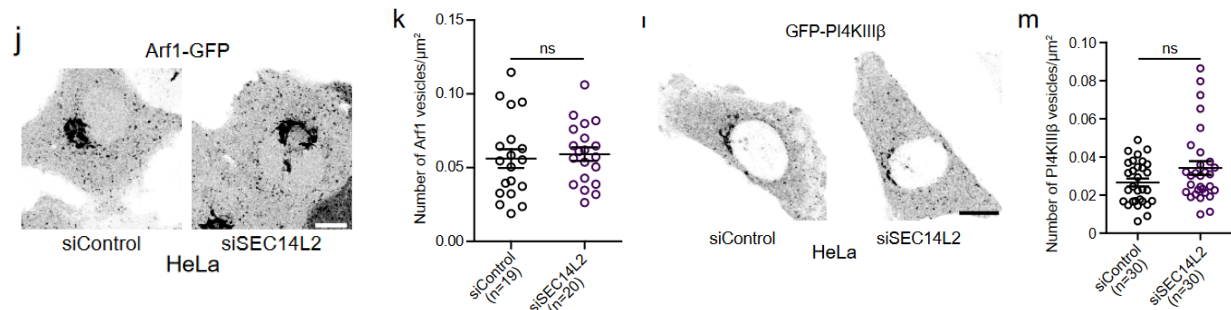 j
Arf1-GFP
siControl
siSEC14L2
HeLa
k
Number of Arf1 vesicles/µm²
0.15
0.10
0.05
0.00
ns
siControl
(n=19)
siSEC14L2
(n=20)
GFP-PI4KIIIβ
siControl
siSEC14L2
HeLa
m
Number of PI4KIIIβ vesicles/µm²
0.10
0.08
0.06
0.04
0.02
0
ns
siControl
(n=30)
siSEC14L2
(n=30)